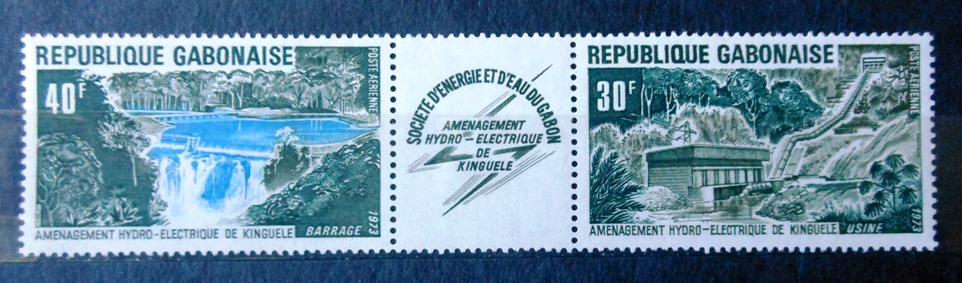 REPUBLIQUE GABONAISE
40F
POSTE AERIENNE
1973
AMENAGEMENT HYDRO-ELECTRIQUE DE KINGUELE BARRAGE
SOCIETE D'ENERGIE ET D'EAU DU GABON
AMENAGEMENT
HYDRO-ELECTRIQUE
DE
KINGUELE
REPUBLIQUE GABONAISE
30F
POSTE AERIENNE
1973
AMENAGEMENT HYDRO-ELECTRIQUE DE KINGUELE USINE